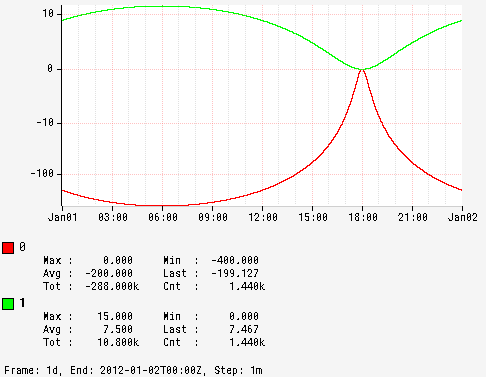 10
0
-10
-100
Jan01 03:00 06:00 09:00 12:00 15:00 18:00 21:00 Jan02
0
Max : 0.000 Min : -400.000
Avg : -200.000 Last : -199.127
Tot : -288.000k Cnt : 1.440k
1
Max : 15.000 Min : 0.000
Avg : 7.500 Last : 7.467
Tot : 10.800k Cnt : 1.440k
Frame: 1d, End: 2012-01-02T00:00Z, Step: 1m